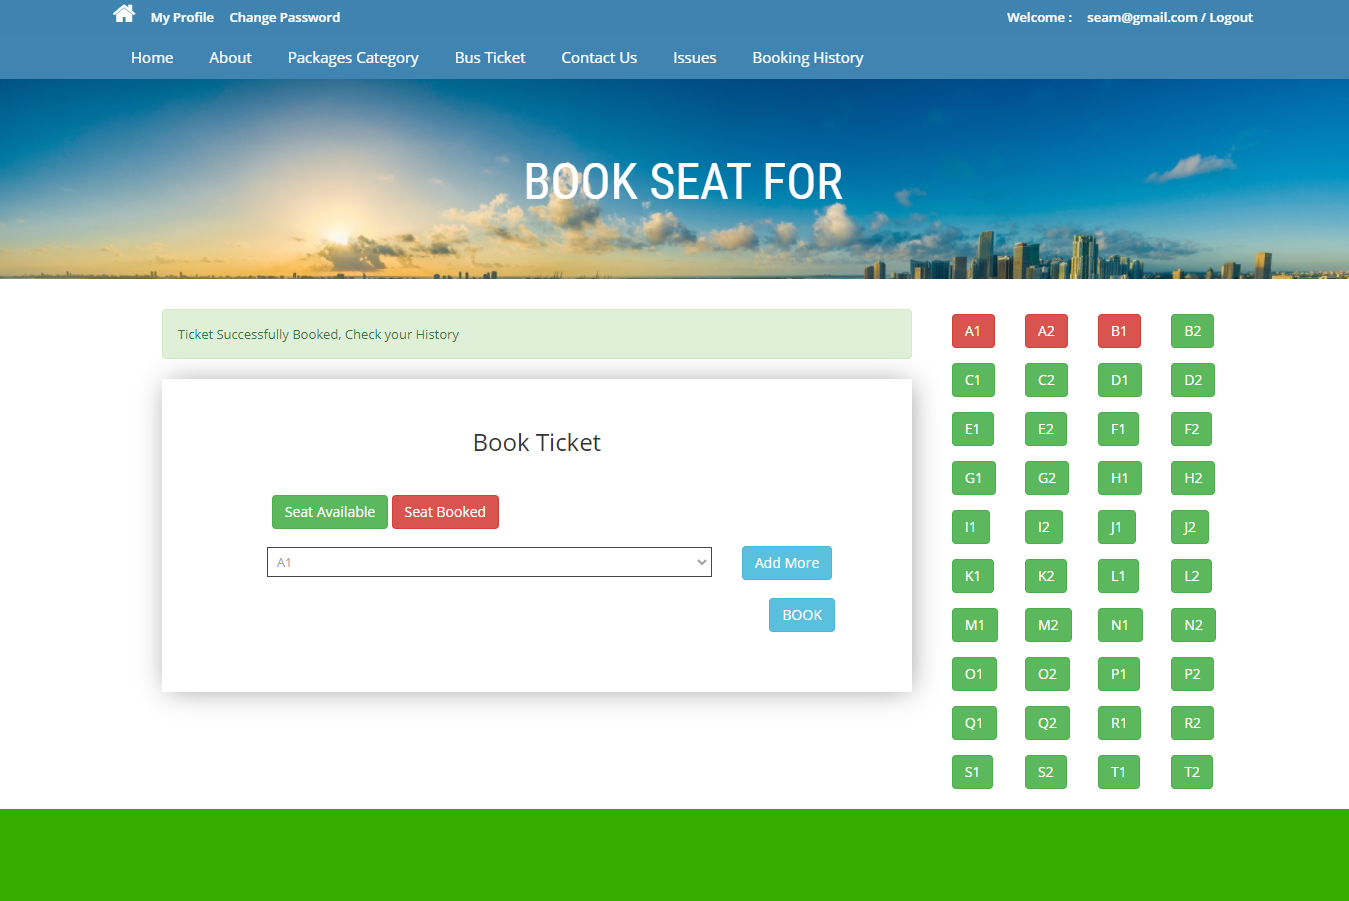 My Profile Change Password Welcome : seam@gmail.com / Logout
Home About Packages Category Bus Ticket Contact Us Issues Booking History
BOOK SEAT FOR
Ticket Successfully Booked, Check your History
Book Ticket
Seat Available Seat Booked
A1 Add More
BOOK
A1 A2 B1 B2
C1 C2 D1 D2
E1 E2 F1 F2
G1 G2 H1 H2
I1 I2 J1 J2
K1 K2 L1 L2
M1 M2 N1 N2
O1 O2 P1 P2
Q1 Q2 R1 R2
S1 S2 T1 T2